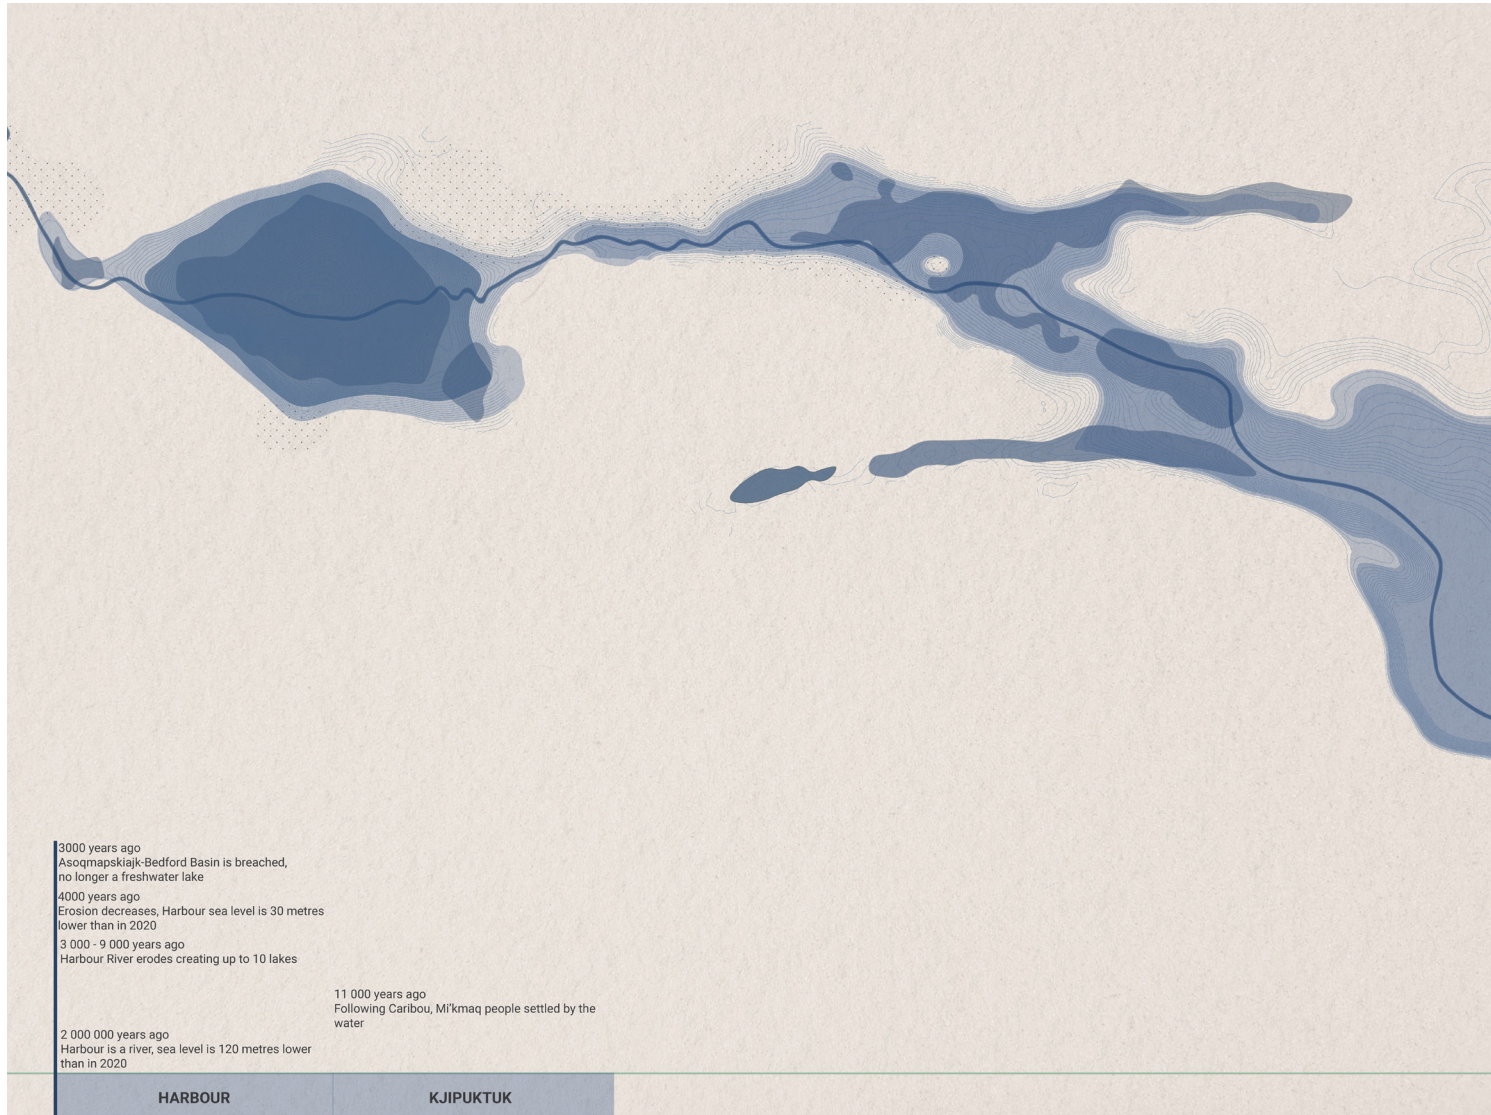 3000 years ago
Asoqmapskiajk-Bedford Basin is breached,
no longer a freshwater lake
4000 years ago
Erosion decreases, Harbour sea level is 30 metres
lower than in 2020
3 000 - 9 000 years ago
Harbour River erodes creating up to 10 lakes
11 000 years ago
Following Caribou, Mi'kmaq people settled by the
water
2 000 000 years ago
Harbour is a river, sea level is 120 metres lower
than in 2020
HARBOUR
KJIPUKTUK